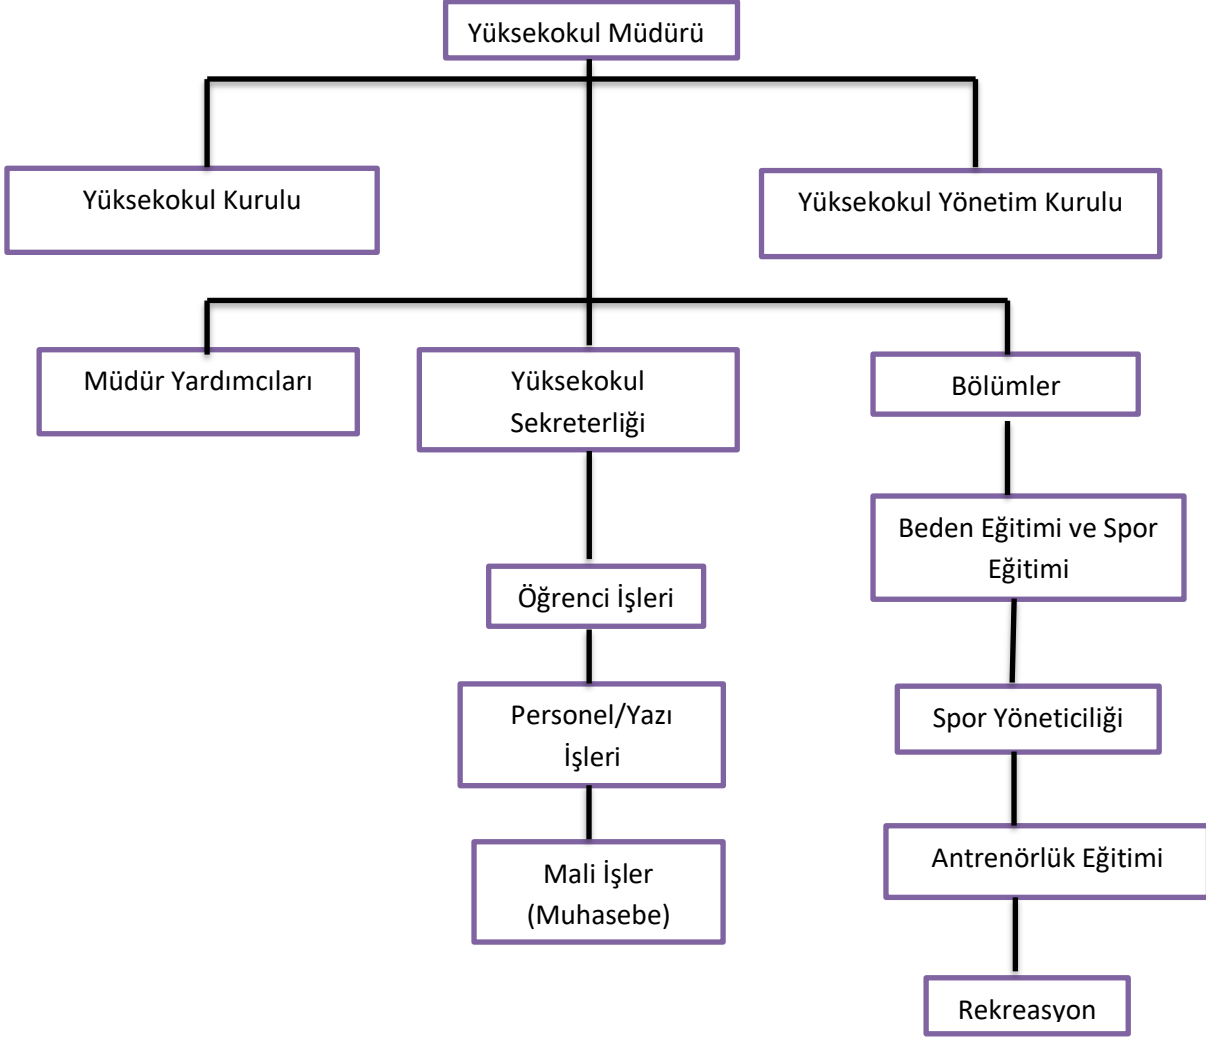 Yüksekokul Müdürü
Yüksekokul Kurulu
Yüksekokul Yönetim Kurulu
Müdür Yardımcıları
Yüksekokul
Sekreterliği
Bölümler
Beden Eğitimi ve Spor
Eğitimi
Öğrenci İşleri
Personel/Yazı
İşleri
Spor Yöneticiliği
Mali İşler
(Muhasebe)
Antrenörlük Eğitimi
Rekreasyon